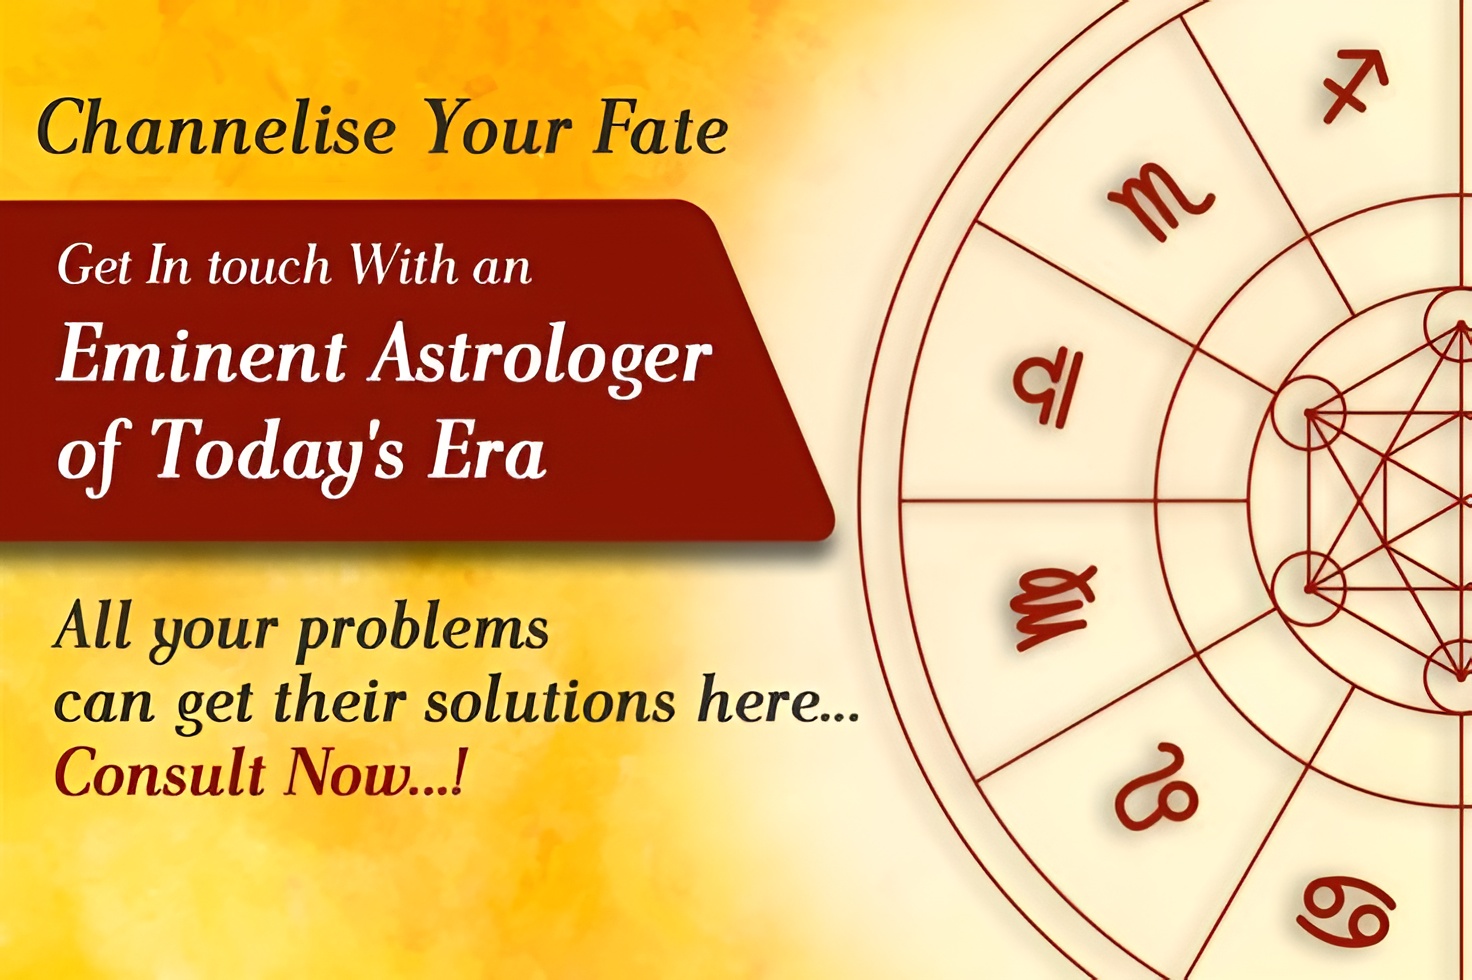 Channelise Your Fate
Get In touch With an
Eminent Astrologer
of Today's Era
All your problems
can get their solutions here...
Consult Now...!